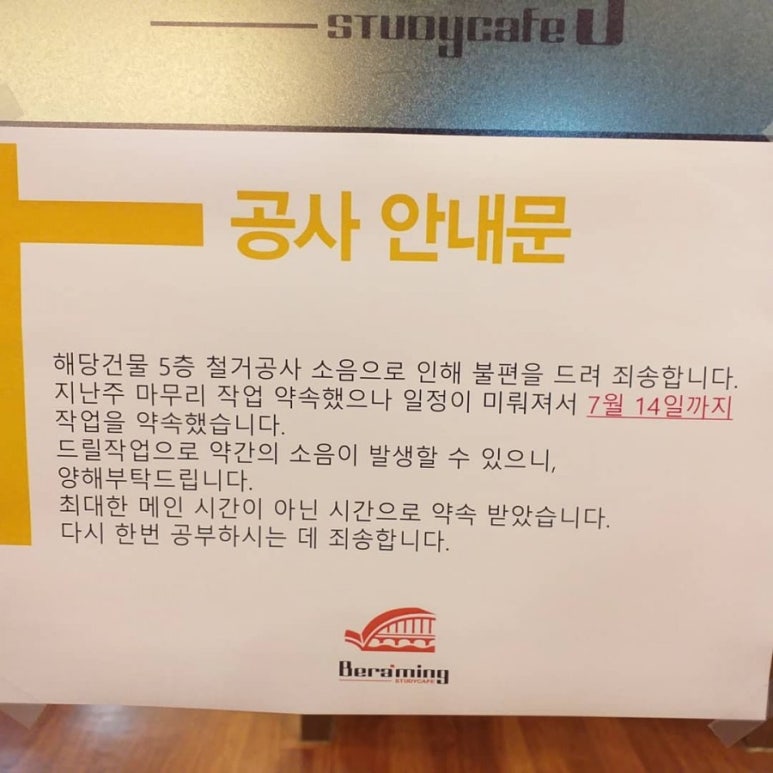 STUDYcafe
공사 안내문
해당건물 5층 철거공사 소음으로 인해 불편을 드려 죄송합니다.
지난주 마무리 작업 약속했으나 일정이 미뤄져서 7월 14일까지
작업을 약속했습니다.
드릴작업으로 약간의 소음이 발생할 수 있으니,
양해부탁드립니다.
최대한 메인 시간이 아닌 시간으로 약속 받았습니다.
다시 한번 공부하시는 데 죄송합니다.
Bera'ming
STUDYCAFE